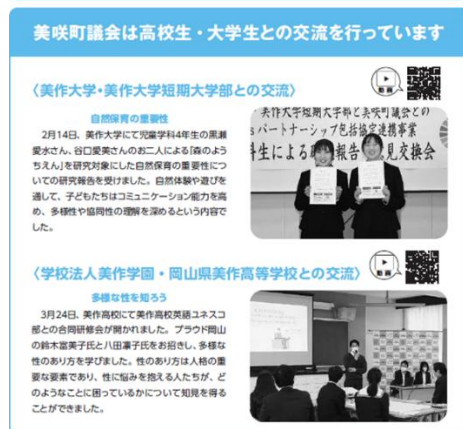 美咲町議会は高校生・大学生との交流を行っています
〈美作大学・美作大学短期大学部との交流〉
動画
自然保育の重要性
2月14日、美作大学にて児童学科4年生の黒瀬
愛水さん、谷口愛美さんのお二人による『森のよう
ちえん』を研究対象にした自然保育の重要性につ
いての研究報告を受けました。自然体験や遊びを
通して、子どもたちはコミュニケーション能力を高
め、多様性や協同性の理解を深めるという内容で
した。
・美作大学短期大学部と美咲町議会との
sパートナーシップ包括協定連携事業
科生による
報告
見交換会
〈学校法人美作学園・岡山県美作高等学校との交流〉
動画
多様な性を知ろう
3月24日、美作高校にて美作高校英語ユネスコ
部との合同研修会が開かれました。プラウド岡山
の鈴木富美子氏と八田凜子氏をお招きし、多様な
性のあり方を学びました。性のあり方は人格の重
要な要素であり、性に悩みを抱える人たちが、ど
のようなことに困っているかについて知見を得る
ことができました。